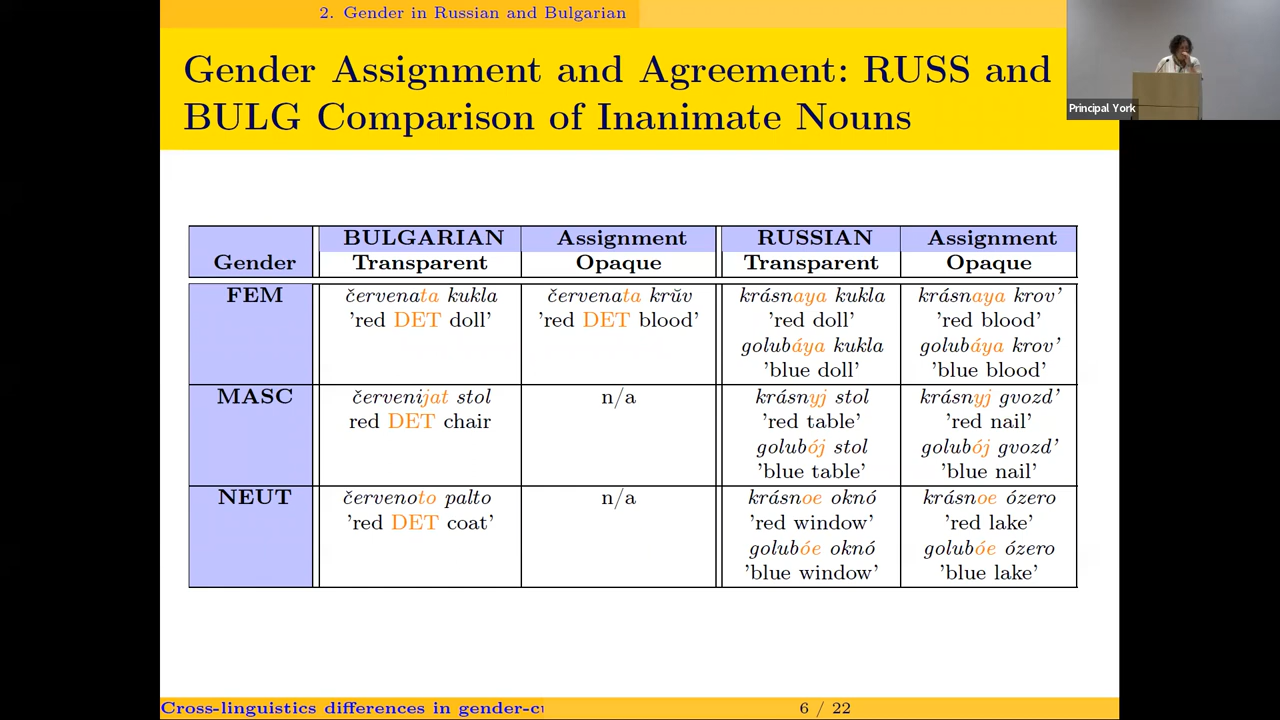 2. Gender in Russian and Bulgarian
Gender Assignment and Agreement: RUSS and
BULG Comparison of Inanimate Nouns
Principal York
BULGARIAN Assignment RUSSIAN Assignment
Gender Transparent Opaque Transparent Opaque
FEM červenata kukla červenata krŭv krásnaya kukla krásnaya krov'
'red DET doll' 'red DET blood' 'red doll' 'red blood'
golubáya kukla golubáya krov'
'blue doll' 'blue blood'
MASC červenijat stol n/a krásnyj stol krásnyj gvozd'
red DET chair 'red table' 'red nail'
golubój stol golubój gvozd'
'blue table' 'blue nail'
NEUT červenoto palto n/a krásnoe oknó krásnoe ózero
'red DET coat' 'red window' 'red lake'
golubóe oknó golubóe ózero
'blue window' 'blue lake'
Cross-linguistics differences in gender-cu 6 / 22